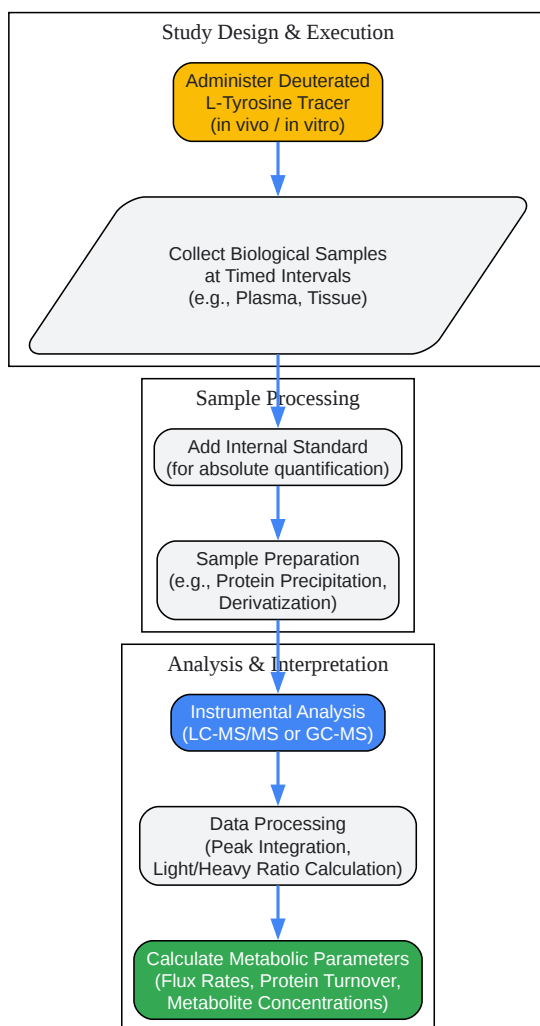 Study Design & Execution
Administer Deuterated
L-Tyrosine Tracer
(in vivo / in vitro)
Collect Biological Samples
at Timed Intervals
(e.g., Plasma, Tissue)
Sample Processing
Add Internal Standard
(for absolute quantification)
Sample Preparation
(e.g., Protein Precipitation,
Derivatization)
Analysis & Interpretation
Instrumental Analysis
(LC-MS/MS or GC-MS)
Data Processing
(Peak Integration,
Light/Heavy Ratio Calculation)
Calculate Metabolic Parameters
(Flux Rates, Protein Turnover,
Metabolite Concentrations)